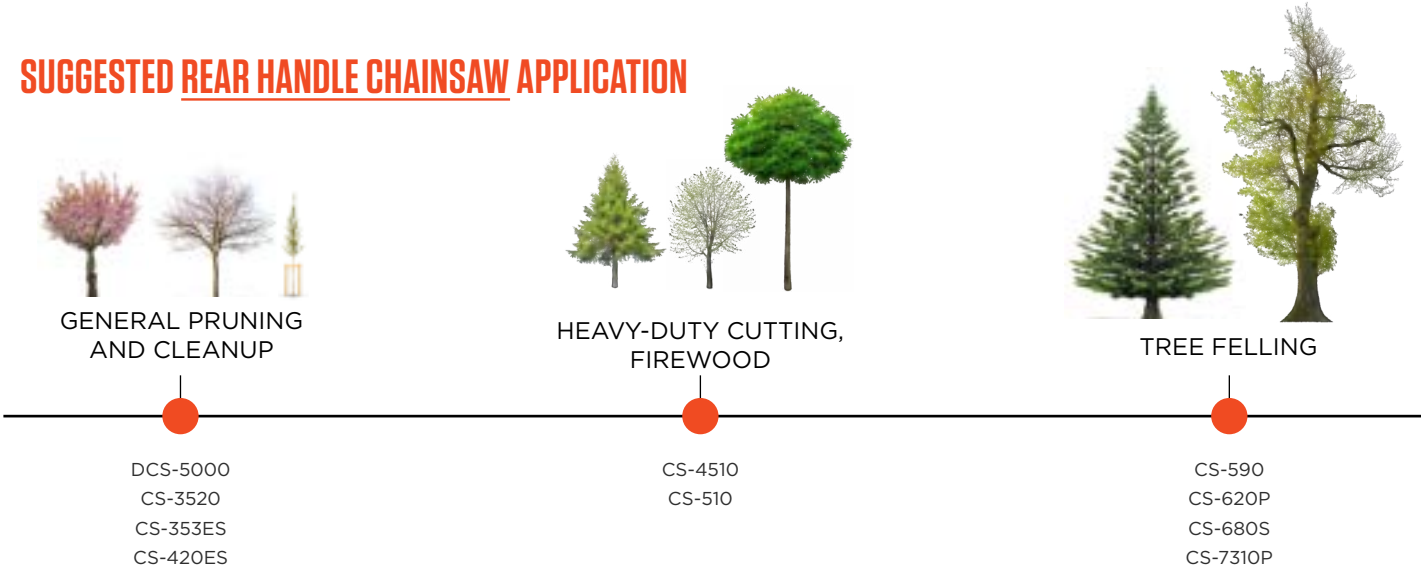 SUGGESTED REAR HANDLE CHAINSAW APPLICATION
GENERAL PRUNING
AND CLEANUP
DCS-5000
CS-3520
CS-353ES
CS-420ES
HEAVY-DUTY CUTTING,
FIREWOOD
CS-4510
CS-510
TREE FELLING
CS-590
CS-620P
CS-680S
CS-7310P